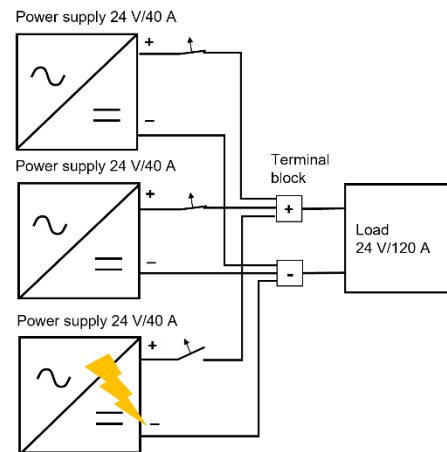 Power supply 24 V/40 A
+
–
Power supply 24 V/40 A
+
–
Terminal
block
+
-
Load
24 V/120 A
Power supply 24 V/40 A
+
–